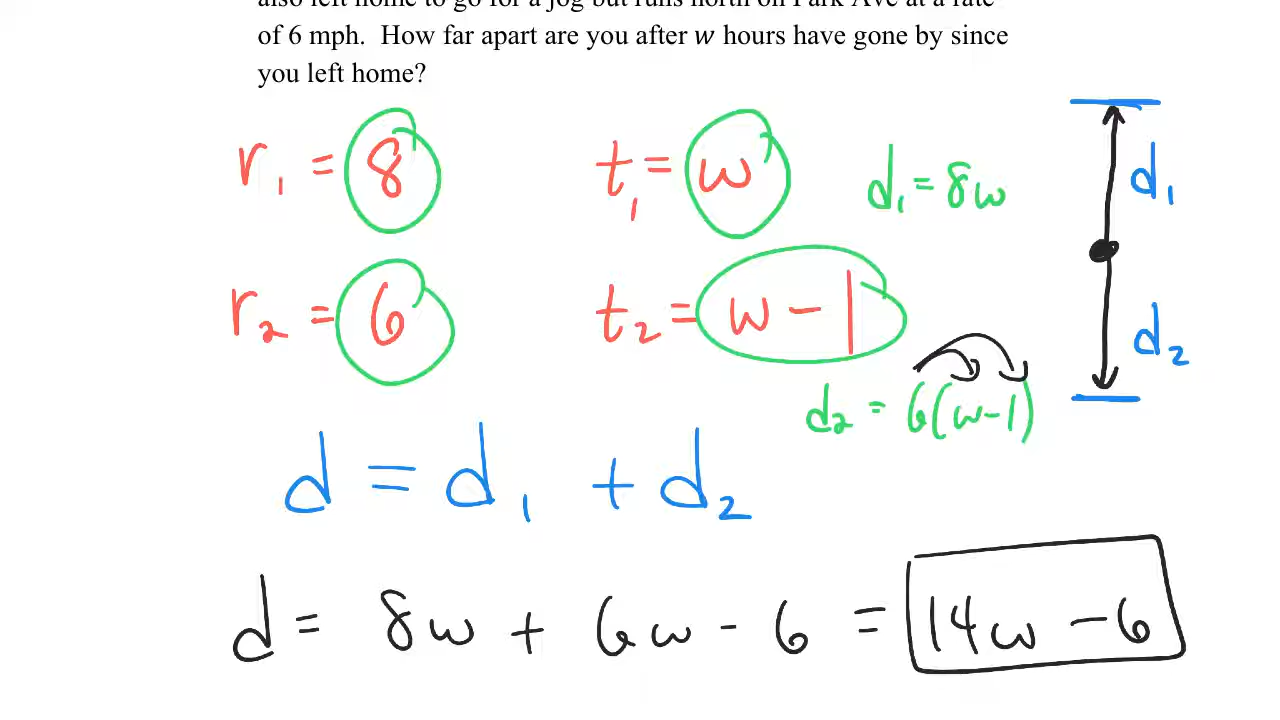 also left home to go for a jog but runs north on Park Ave at a rate
of 6 mph. How far apart are you after w hours have gone by since
you left home?
r₁ = 8 t₁ = w d₁ = 8w d₁
r₂ = 6 t₂ = w - 1 d₂
d₂ = 6(w-1)
d = d₁ + d₂
d = 8w + 6w - 6 = 14w - 6